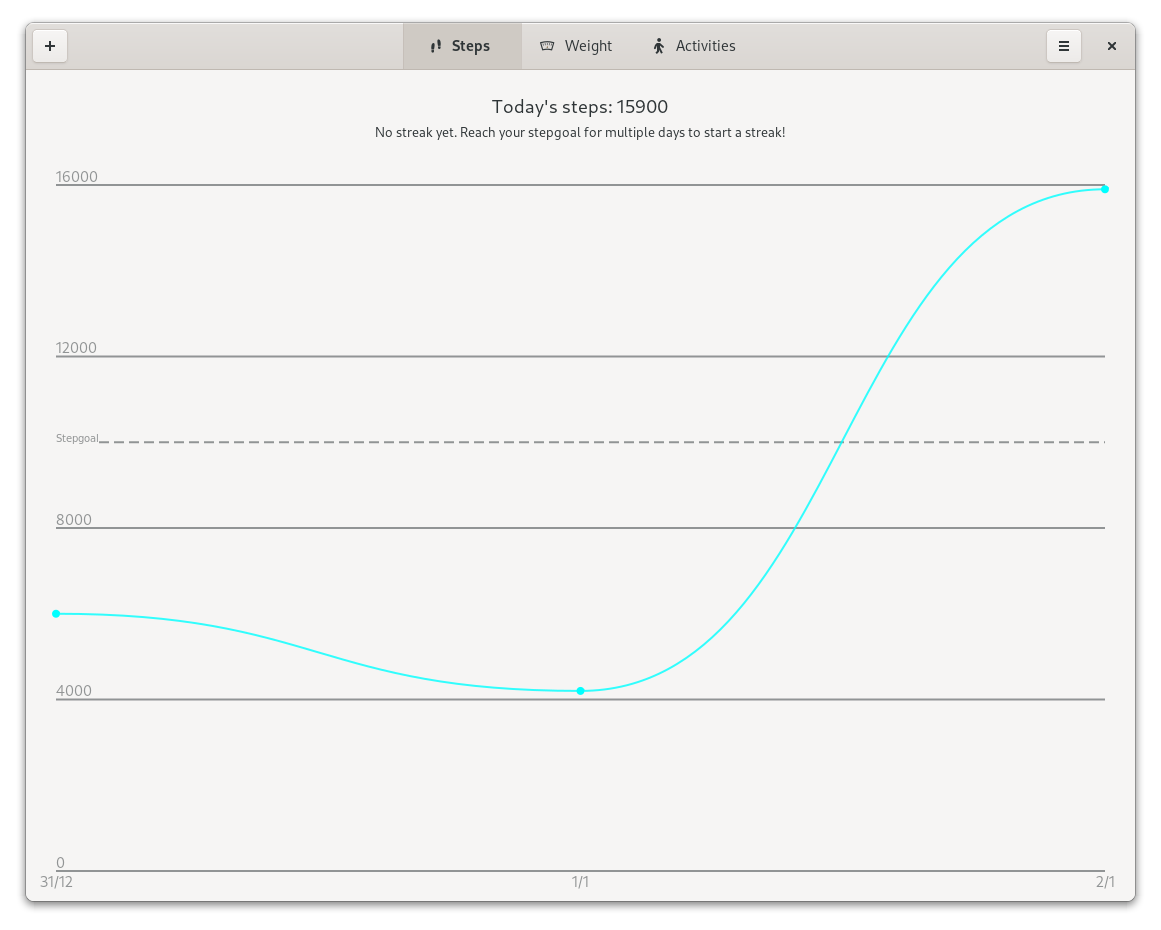 Steps
Weight
Activities
Today's steps: 15900
No streak yet. Reach your stepgoal for multiple days to start a streak!
16000
12000
Stepgoal
8000
4000
0
31/12
1/1
2/1